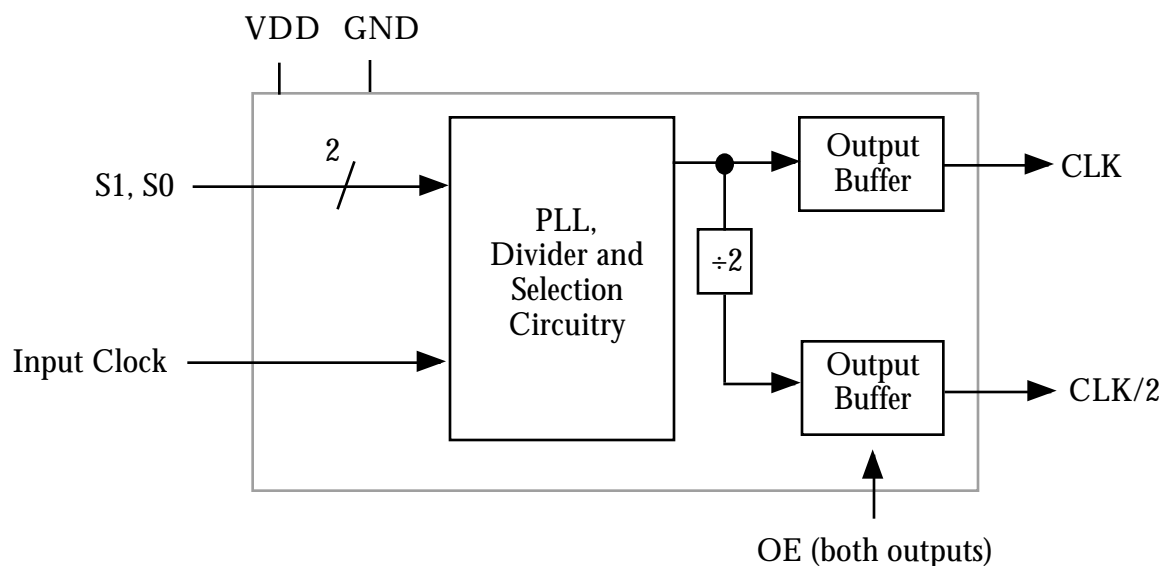 VDD GND
2
S1, S0
Input Clock
PLL,
Divider and
Selection
Circuitry
÷2
Output
Buffer
CLK
Output
Buffer
CLK/2
OE (both outputs)